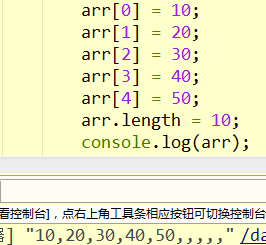 arr[0] = 10;
arr[1] = 20;
arr[2] = 30;
arr[3] = 40;
arr[4] = 50;
arr.length = 10;
console.log(arr);
看控制台], 点右上角工具条相应按钮可切换控制台
] "10,20,30,40,50,,,,," /da